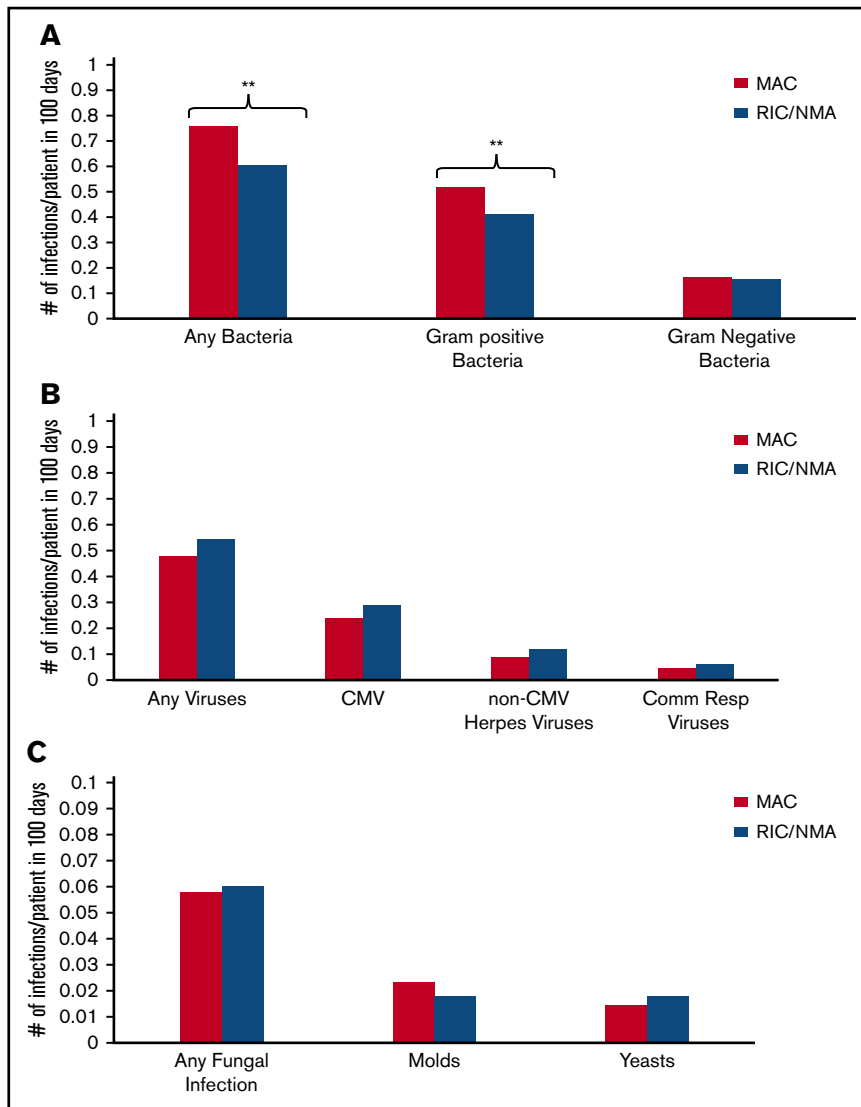 A
# of infections/patient in 100 days
1
0.9
0.8
0.7
0.6
0.5
0.4
0.3
0.2
0.1
0
**
**
MAC
RIC/NMA
Any Bacteria
Gram positive
Bacteria
Gram Negative
Bacteria
B
# of infections/patient in 100 days
1
0.9
0.8
0.7
0.6
0.5
0.4
0.3
0.2
0.1
0
MAC
RIC/NMA
Any Viruses
CMV
non-CMV
Herpes Viruses
Comm Resp
Viruses
C
# of infections/patient in 100 days
0.1
0.09
0.08
0.07
0.06
0.05
0.04
0.03
0.02
0.01
0
MAC
RIC/NMA
Any Fungal
Infection
Molds
Yeasts